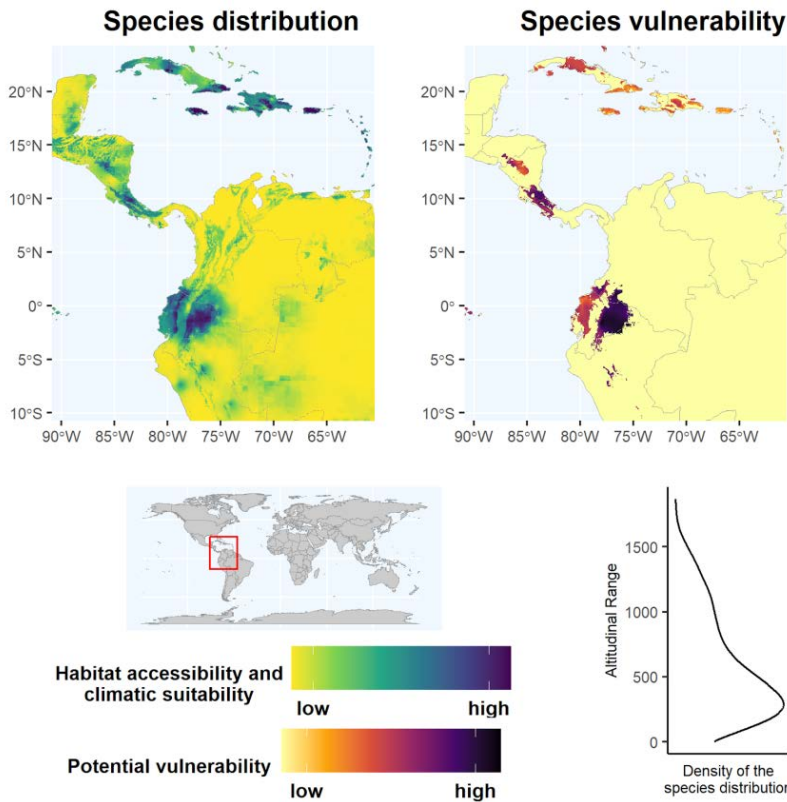 Species distribution
Species vulnerability
20°N
15°N
10°N
5°N
0°
5°S
10°S
90°W 85°W 80°W 75°W 70°W 65°W
20°N
15°N
10°N
5°N
0°
5°S
10°S
90°W 85°W 80°W 75°W 70°W 65°W
Habitat accessibility and
climatic suitability
low high
Potential vulnerability
low high
Altitudinal Range
1500
1000
500
0
Density of the
species distribution